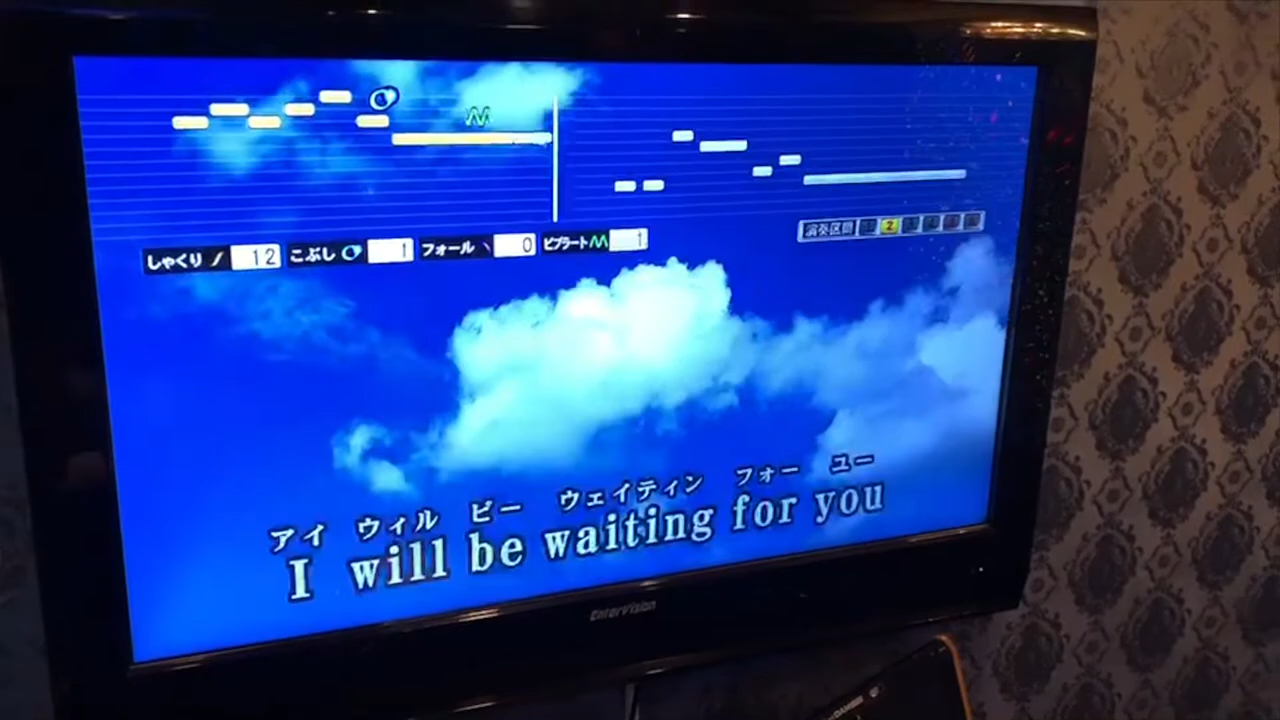 しゃくり 12 こぶし 1 フォール 0 ビブラート 1
演奏区間 2
アイ ウィル ビー ウェイティン フォー ユー
I will be waiting for you